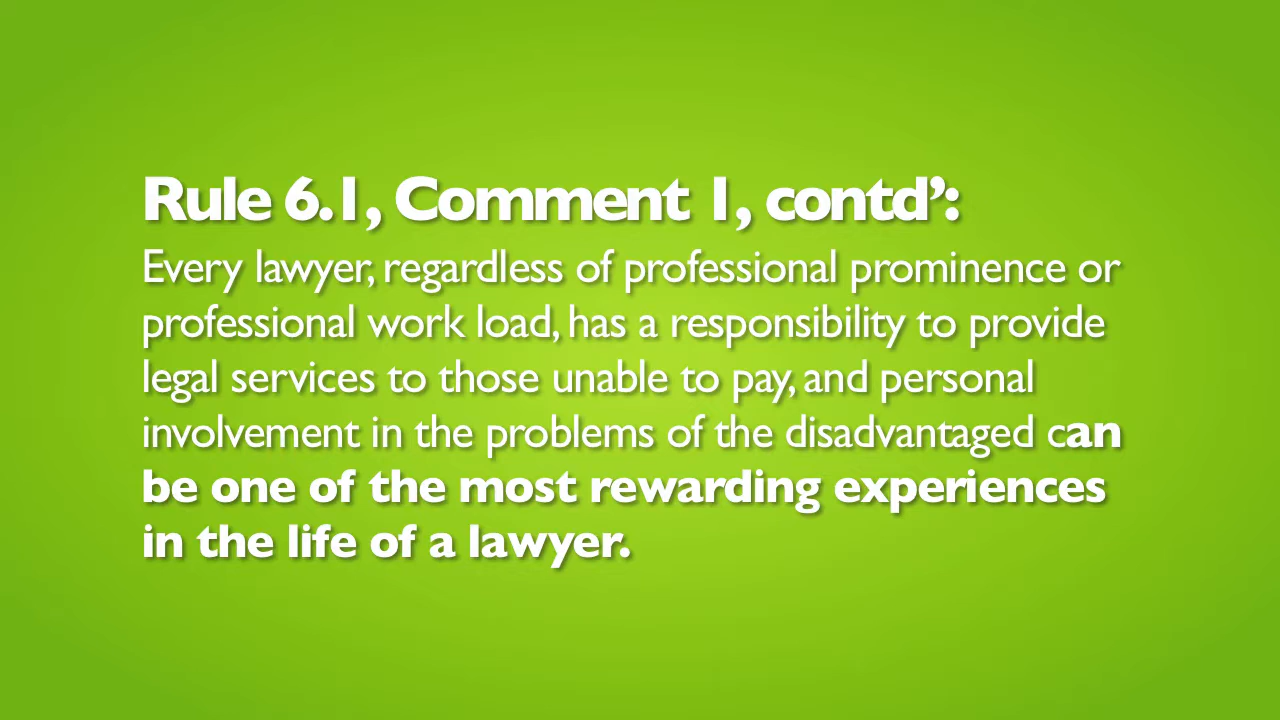 Rule 6.1, Comment 1, contd’:
Every lawyer, regardless of professional prominence or
professional work load, has a responsibility to provide
legal services to those unable to pay, and personal
involvement in the problems of the disadvantaged can
be one of the most rewarding experiences
in the life of a lawyer.